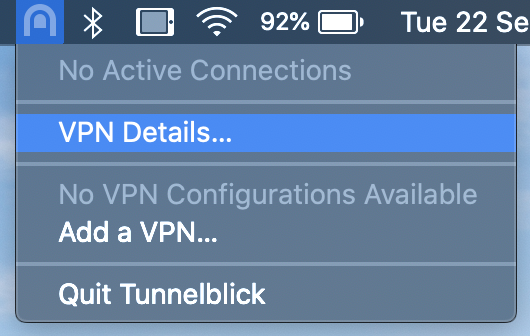 92% Tue 22 Se
No Active Connections
VPN Details...
No VPN Configurations Available
Add a VPN...
Quit Tunnelblick